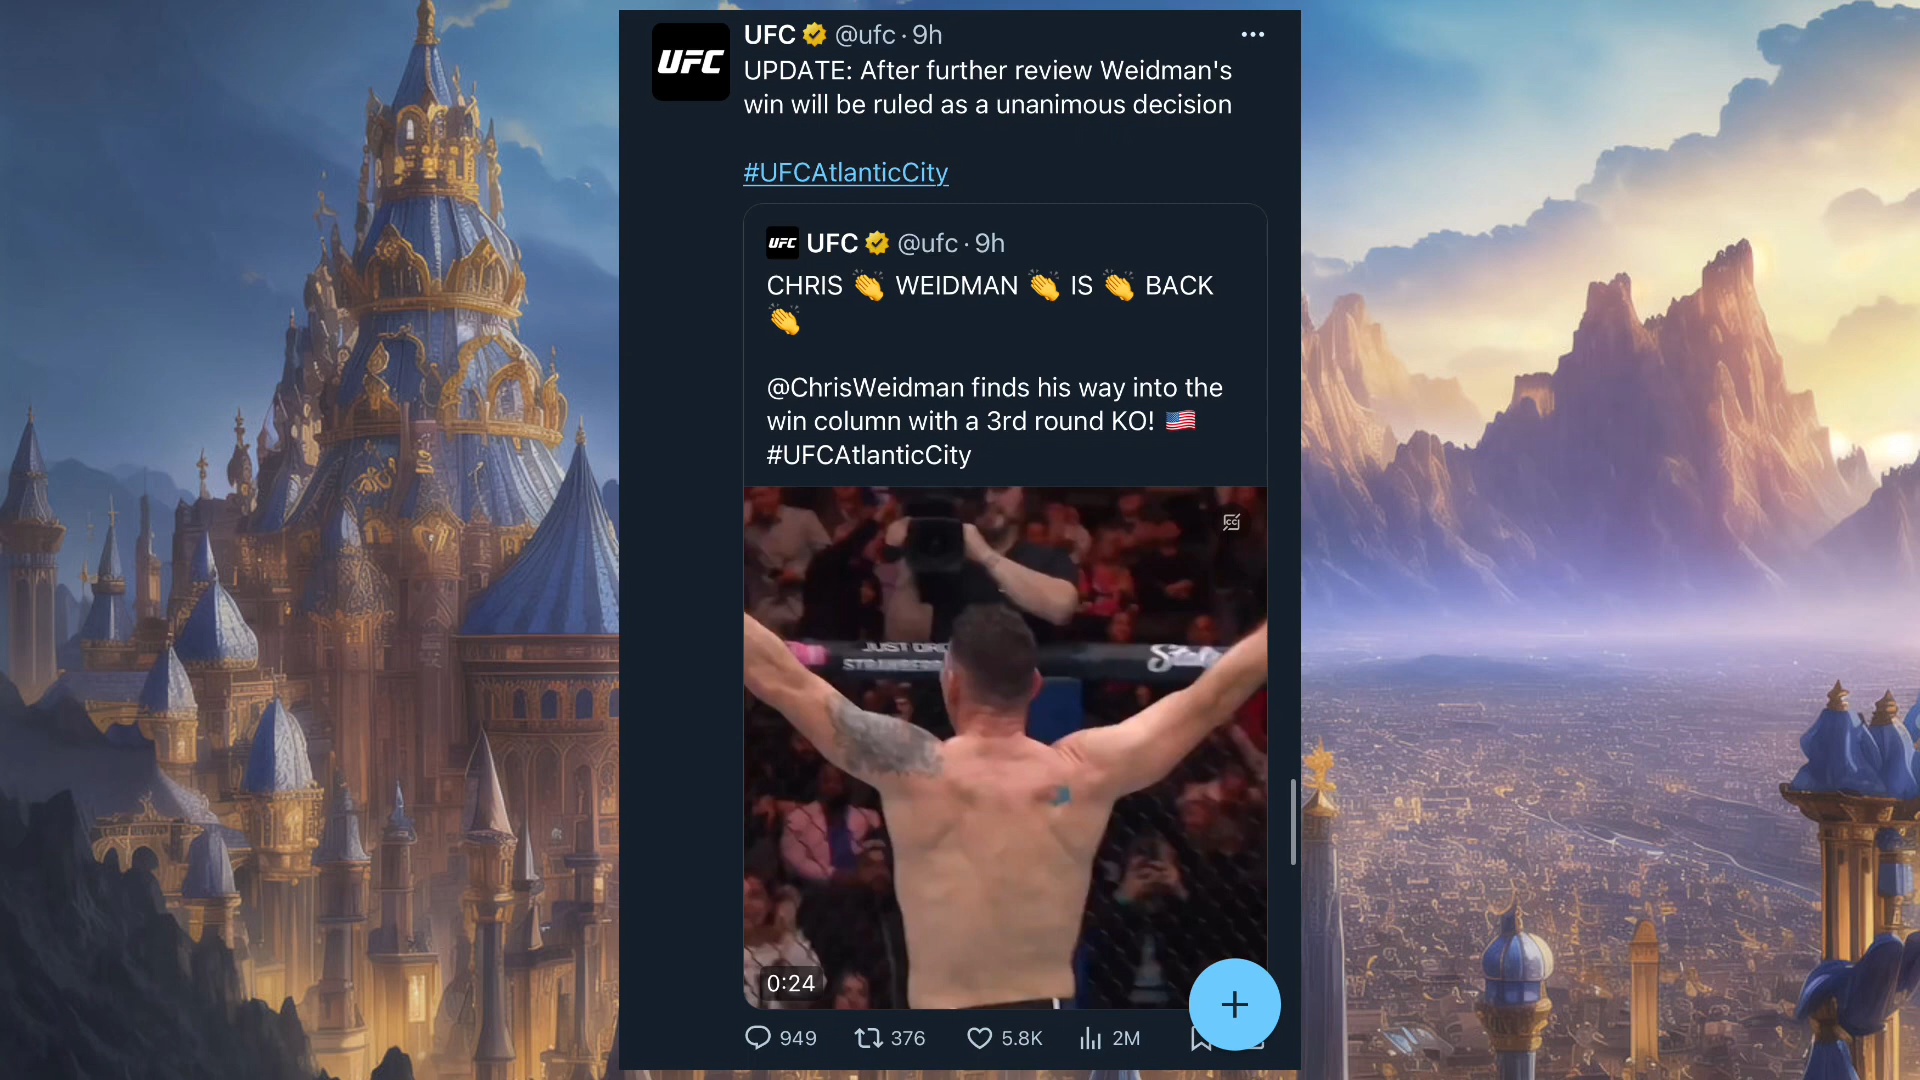 UFC
UFC @ufc · 9h
UPDATE: After further review Weidman's
win will be ruled as a unanimous decision
#UFCAtlanticCity
UFC
UFC @ufc · 9h
CHRIS 👏 WEIDMAN 👏 IS 👏 BACK
👏
@ChrisWeidman finds his way into the
win column with a 3rd round KO! 🇺🇸
#UFCAtlanticCity
CC
JUST
0:24
949 376 5.8K 2M